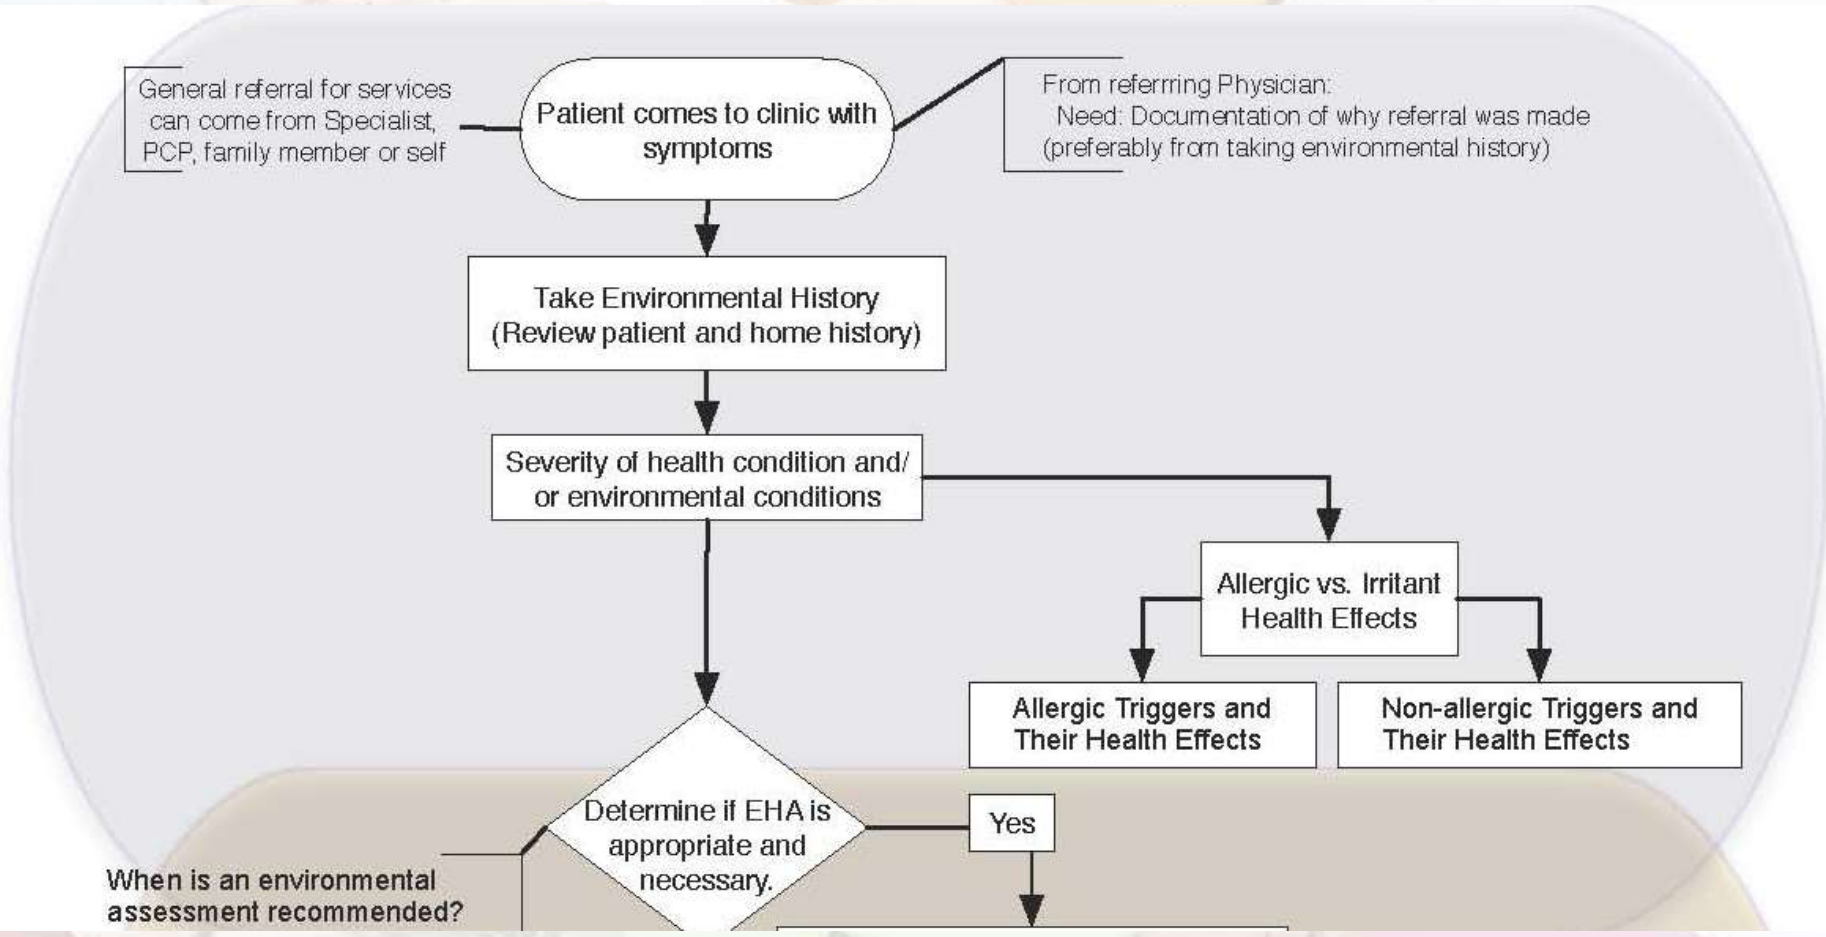 General referral for services
can come from Specialist,
PCP, family member or self
Patient comes to clinic with
symptoms
From referrring Physician:
Need: Documentation of why referral was made
(preferably from taking environmental history)
Take Environmental History
(Review patient and home history)
Severity of health condition and/
or environmental conditions
Allergic vs. Irritant
Health Effects
Allergic Triggers and
Their Health Effects
Non-allergic Triggers and
Their Health Effects
Determine if EHA is
appropriate and
necessary.
Yes
When is an environmental
assessment recommended?